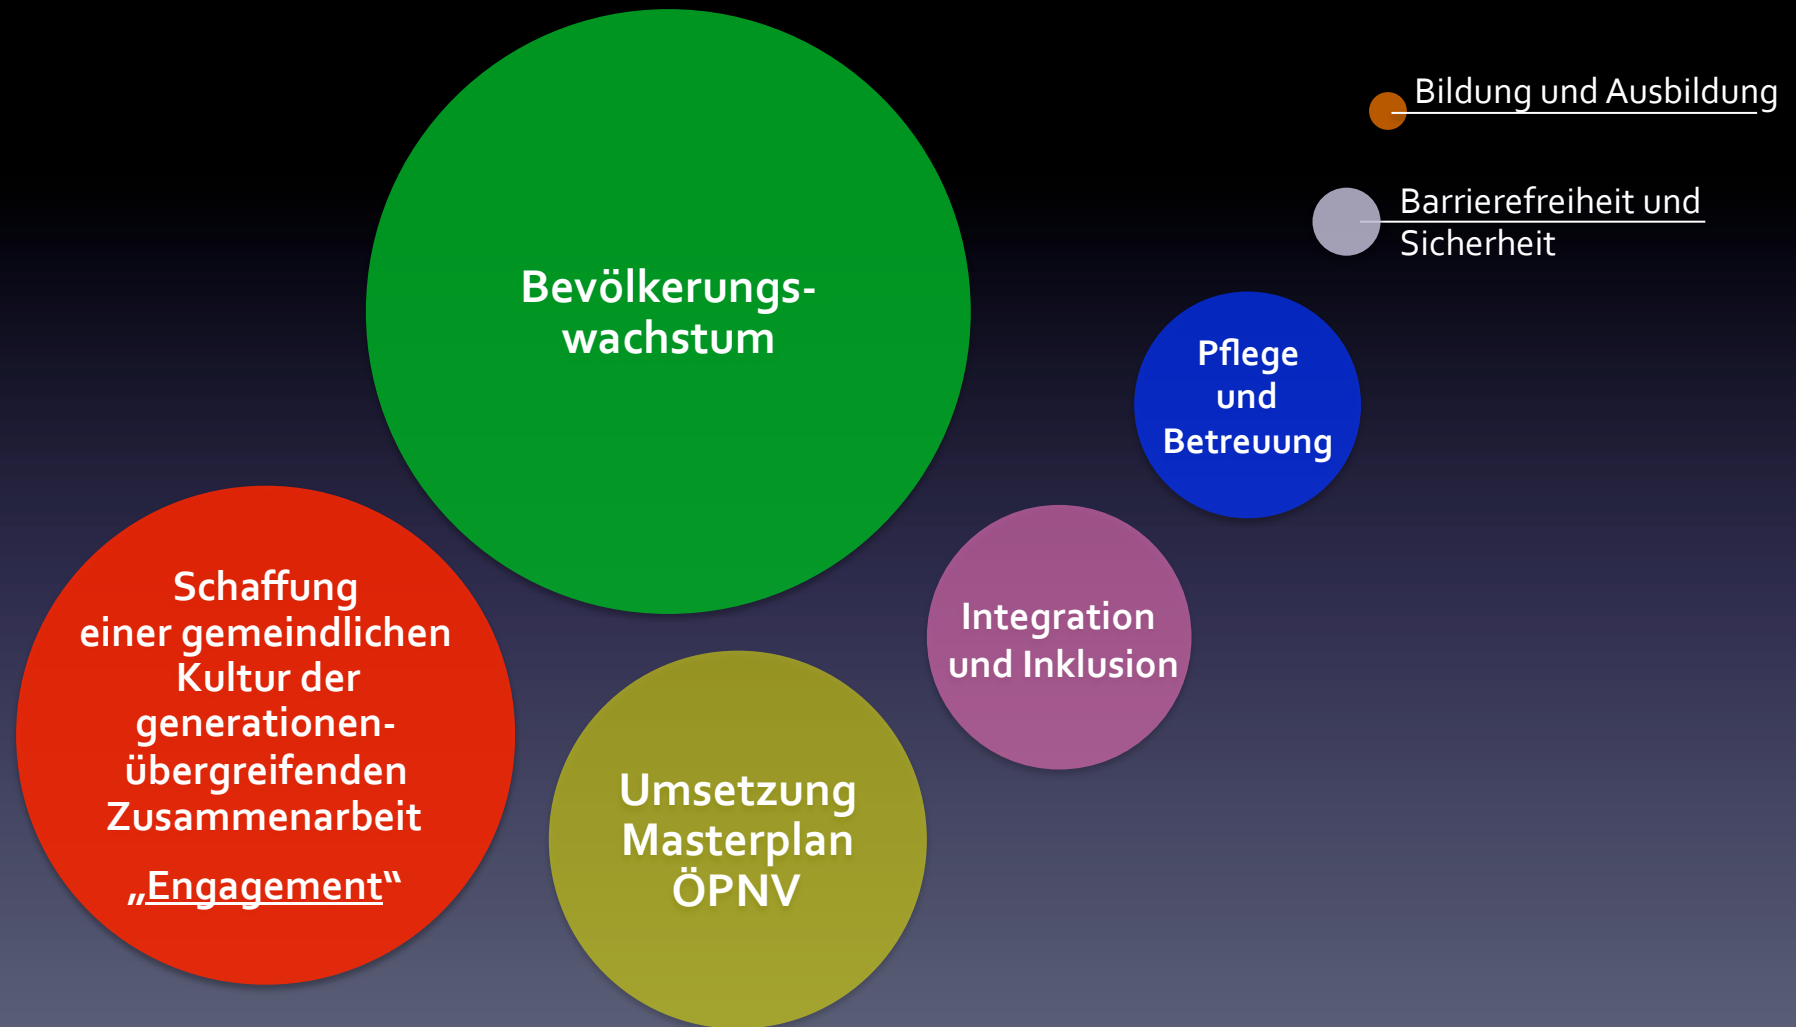 Bevölkerungs-
wachstum
Bildung und Ausbildung
Barrierefreiheit und
Sicherheit
Pflege
und
Betreuung
Schaffung
einer gemeindlichen
Kultur der
generationen-
übergreifenden
Zusammenarbeit
„Engagement“
Umsetzung
Masterplan
ÖPNV
Integration
und Inklusion